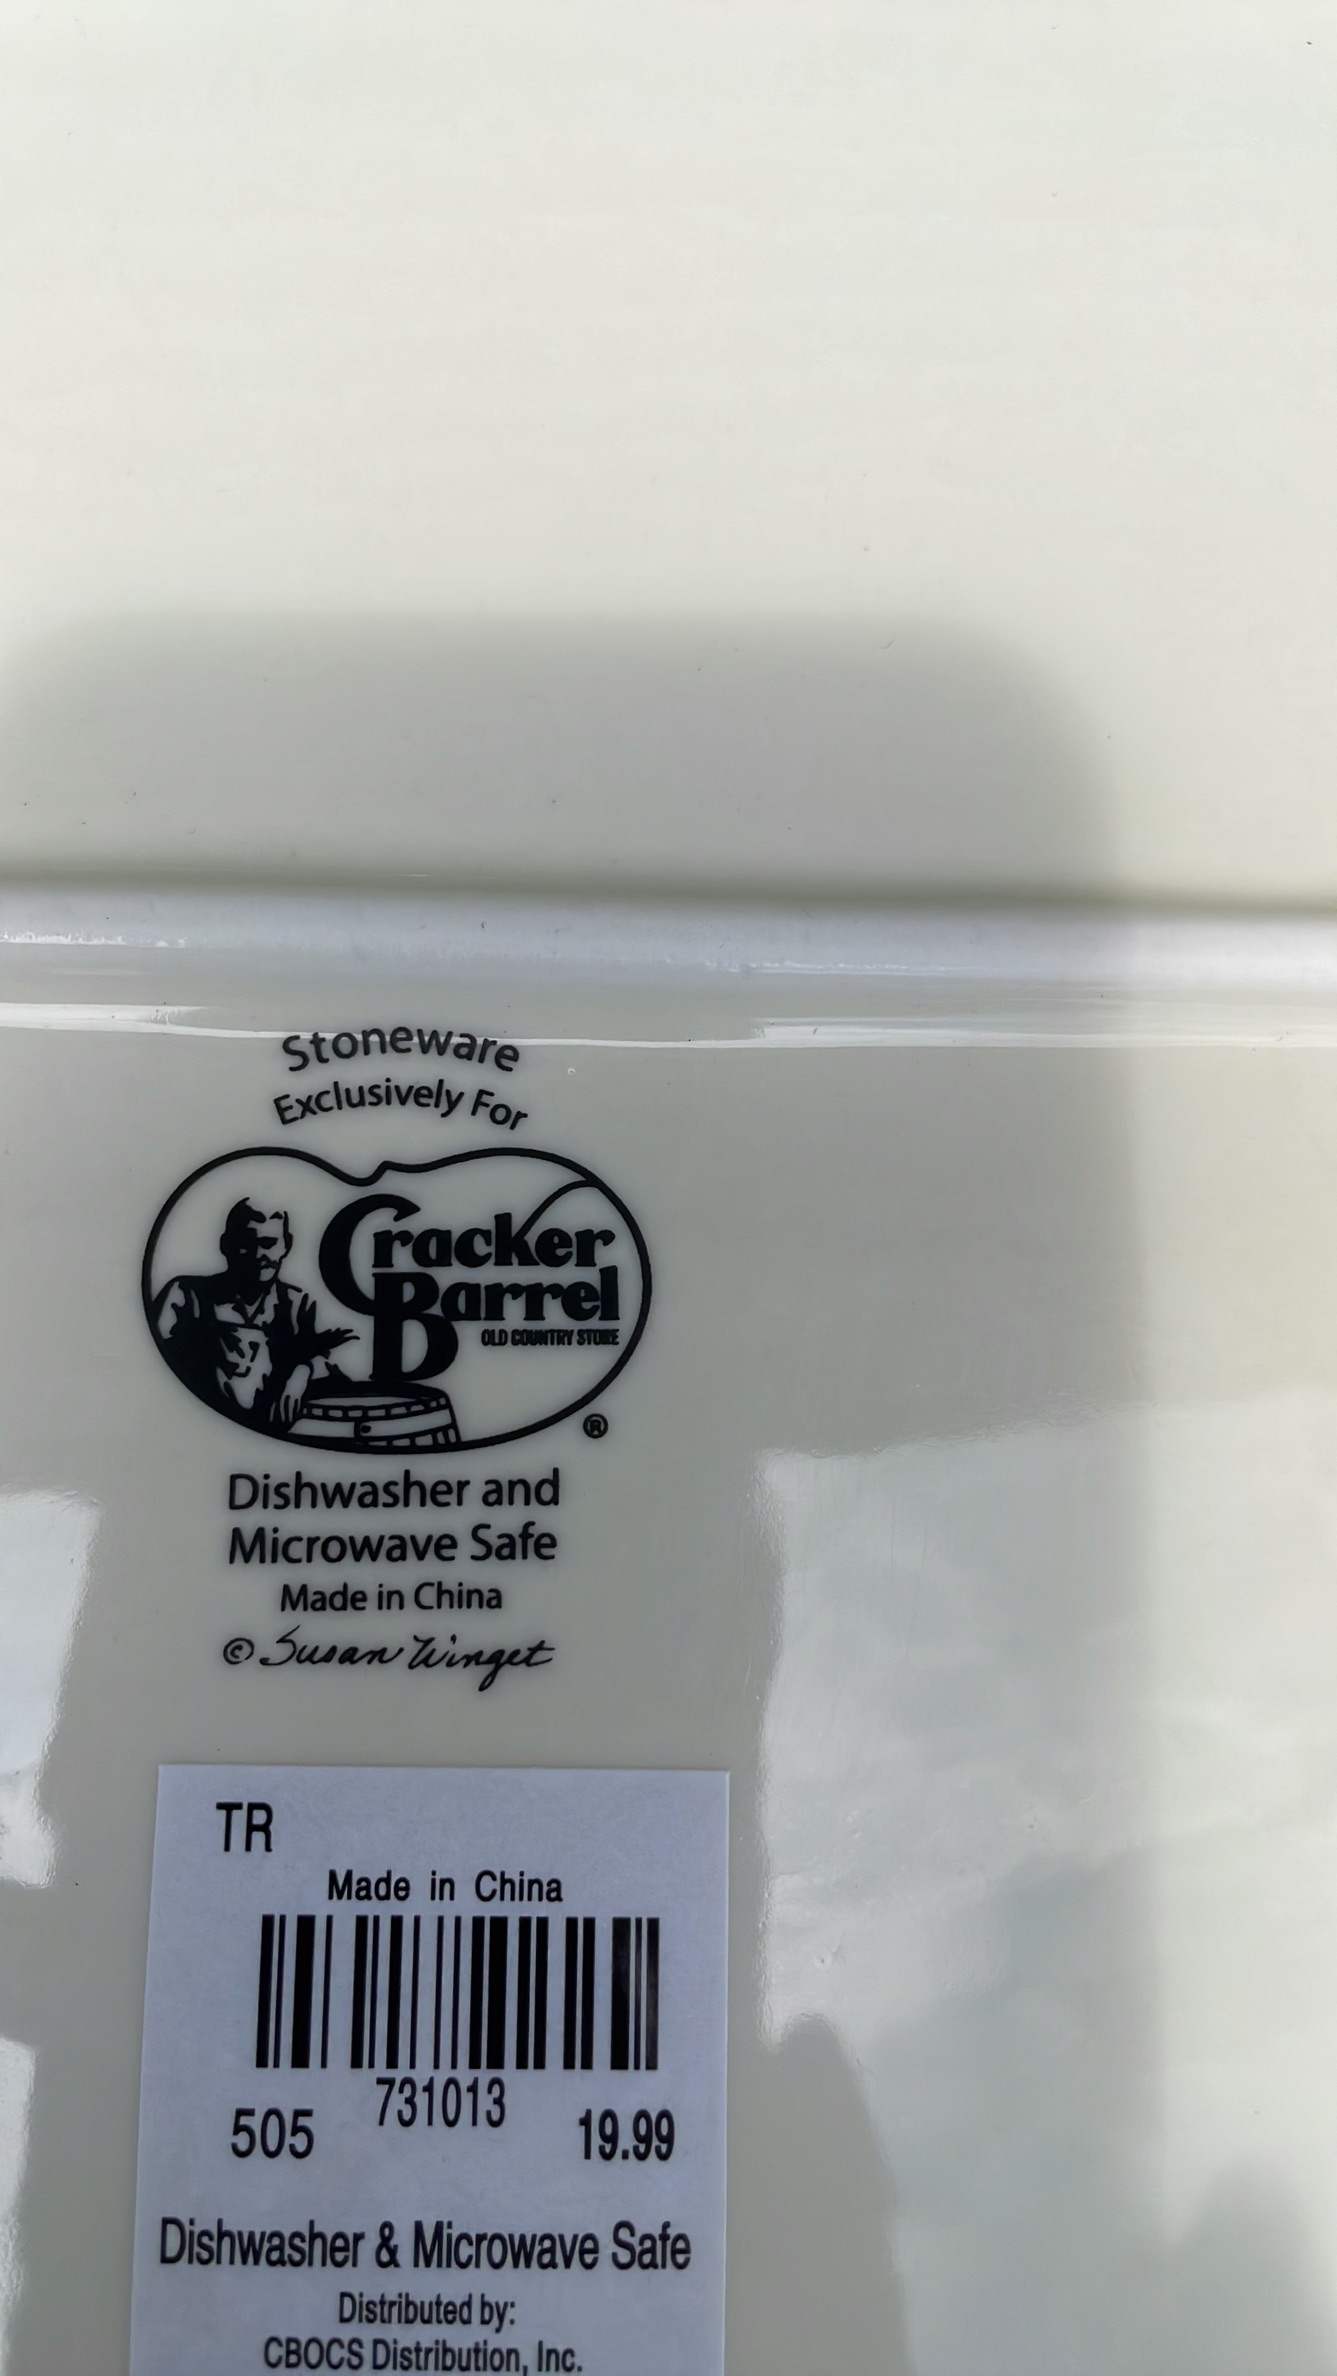 Stoneware
Exclusively For
Cracker
Barrel
OLD COUNTRY STORE
®
Dishwasher and
Microwave Safe
Made in China
© Susan Winget
TR
Made in China
731013
505 19.99
Dishwasher & Microwave Safe
Distributed by:
CBOCS Distribution, Inc.